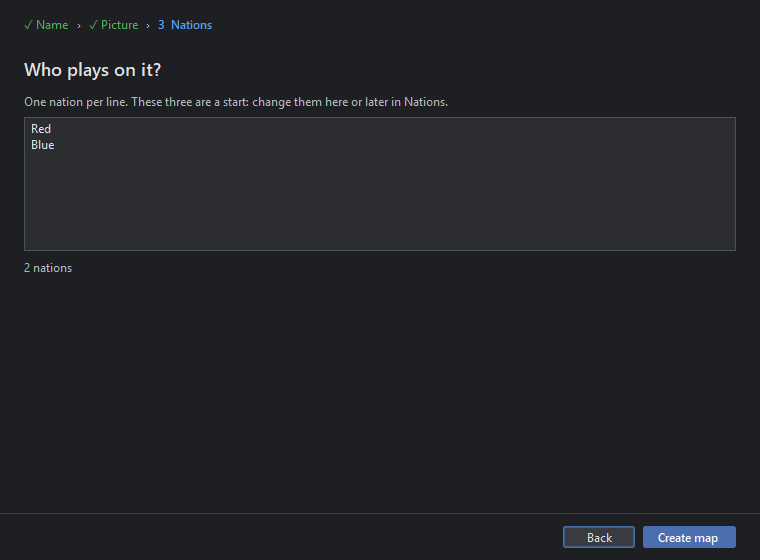 ✓ Name › ✓ Picture › 3 Nations
Who plays on it?
One nation per line. These three are a start: change them here or later in Nations.
Red
Blue
2 nations
Back Create map